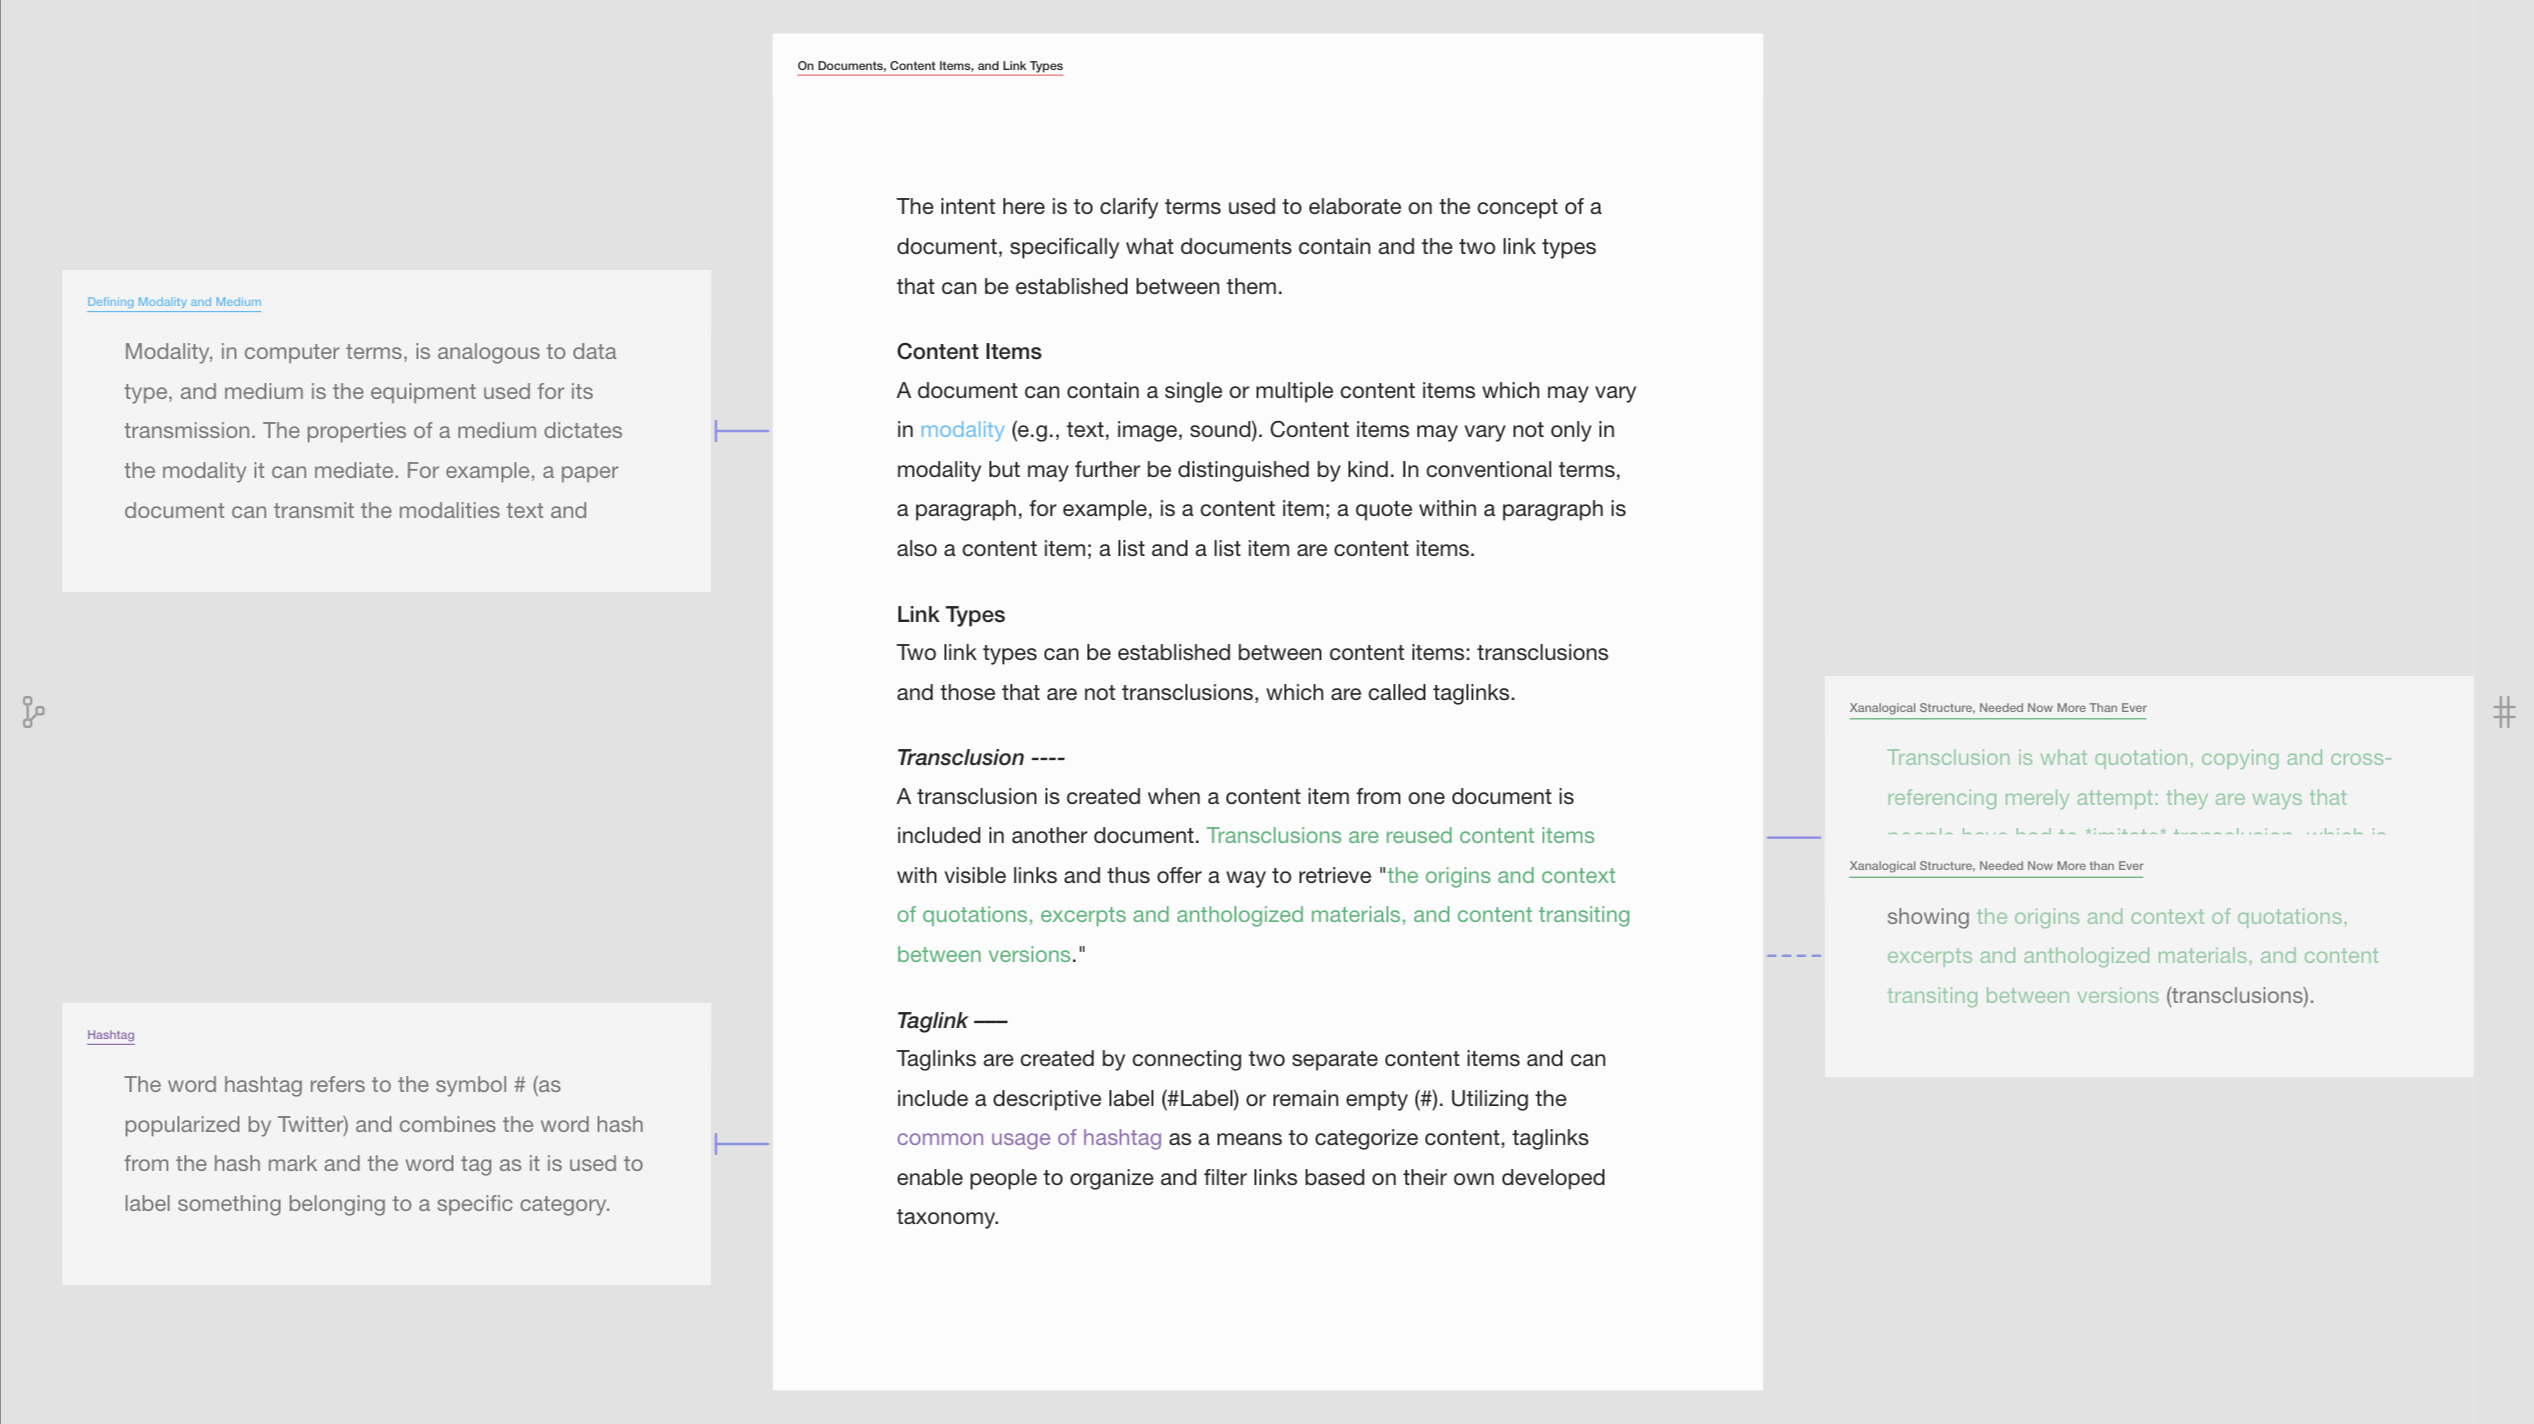 On Documents, Content Items, and Link Types
The intent here is to clarify terms used to elaborate on the concept of a
document, specifically what documents contain and the two link types
that can be established between them.
Content Items
A document can contain a single or multiple content items which may vary
in modality (e.g., text, image, sound). Content items may vary not only in
modality but may further be distinguished by kind. In conventional terms,
a paragraph, for example, is a content item; a quote within a paragraph is
also a content item; a list and a list item are content items.
Link Types
Two link types can be established between content items: transclusions
and those that are not transclusions, which are called taglinks.
Transclusion ----
A transclusion is created when a content item from one document is
included in another document. Transclusions are reused content items
with visible links and thus offer a way to retrieve "the origins and context
of quotations, excerpts and anthologized materials, and content transiting
between versions."
Taglink —–
Taglinks are created by connecting two separate content items and can
include a descriptive label (#Label) or remain empty (#). Utilizing the
common usage of hashtag as a means to categorize content, taglinks
enable people to organize and filter links based on their own developed
taxonomy.
Defining Modality and Medium
Modality, in computer terms, is analogous to data
type, and medium is the equipment used for its
transmission. The properties of a medium dictates
the modality it can mediate. For example, a paper
document can transmit the modalities text and
Hashtag
The word hashtag refers to the symbol # (as
popularized by Twitter) and combines the word hash
from the hash mark and the word tag as it is used to
label something belonging to a specific category.
Xanalogical Structure, Needed Now More Than Ever
Transclusion is what quotation, copying and cross-
referencing merely attempt: they are ways that
people have had to *imitate* transclusion, which is
Xanalogical Structure, Needed Now More than Ever
showing the origins and context of quotations,
excerpts and anthologized materials, and content
transiting between versions (transclusions).
#